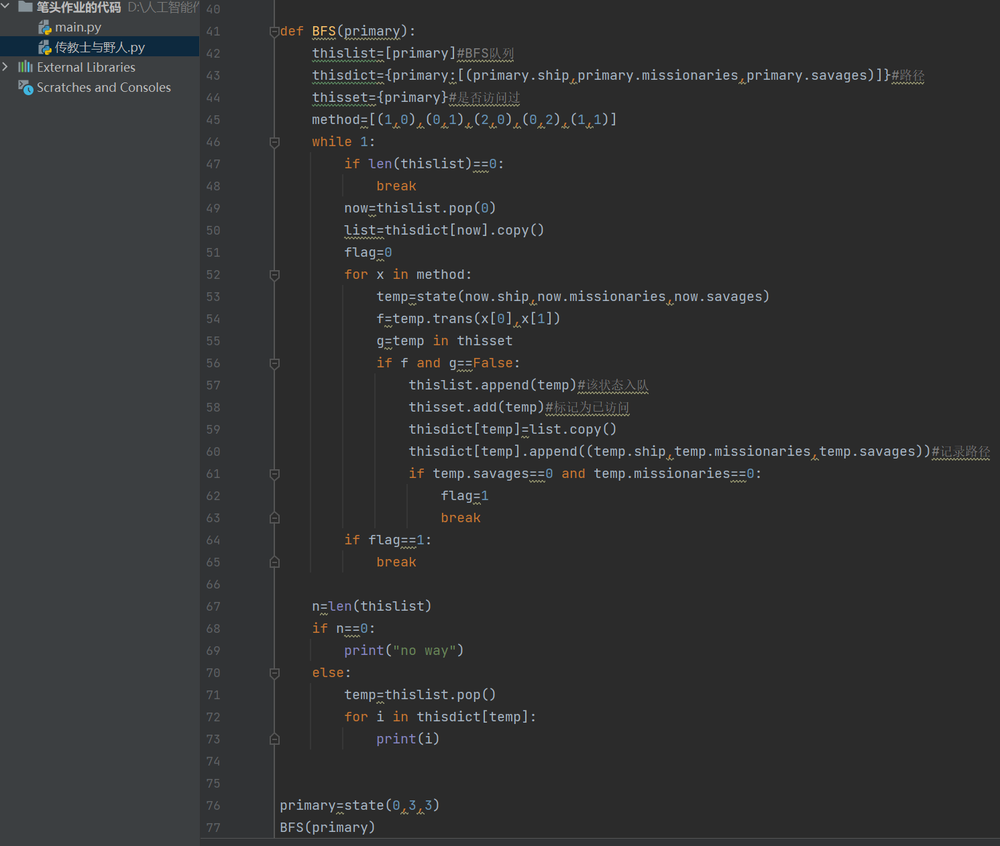 笔头作业的代码 D:\人工智能作
main.py
传教士与野人.py
External Libraries
Scratches and Consoles
40
41 def BFS(primary):
42 thislist=[primary]#BFS队列
43 thisdict={primary:[(primary.ship,primary.missionaries,primary.savages)]}#路径
44 thisset={primary}#是否访问过
45 method=[(1,0),(0,1),(2,0),(0,2),(1,1)]
46 while 1:
47 if len(thislist)==0:
48 break
49 now=thislist.pop(0)
50 list=thisdict[now].copy()
51 flag=0
52 for x in method:
53 temp=state(now.ship,now.missionaries,now.savages)
54 f=temp.trans(x[0],x[1])
55 g=temp in thisset
56 if f and g==False:
57 thislist.append(temp)#该状态入队
58 thisset.add(temp)#标记为已访问
59 thisdict[temp]=list.copy()
60 thisdict[temp].append((temp.ship,temp.missionaries,temp.savages))#记录路径
61 if temp.savages==0 and temp.missionaries==0:
62 flag=1
63 break
64 if flag==1:
65 break
66
67 n=len(thislist)
68 if n==0:
69 print("no way")
70 else:
71 temp=thislist.pop()
72 for i in thisdict[temp]:
73 print(i)
74
75
76 primary=state(0,3,3)
77 BFS(primary)